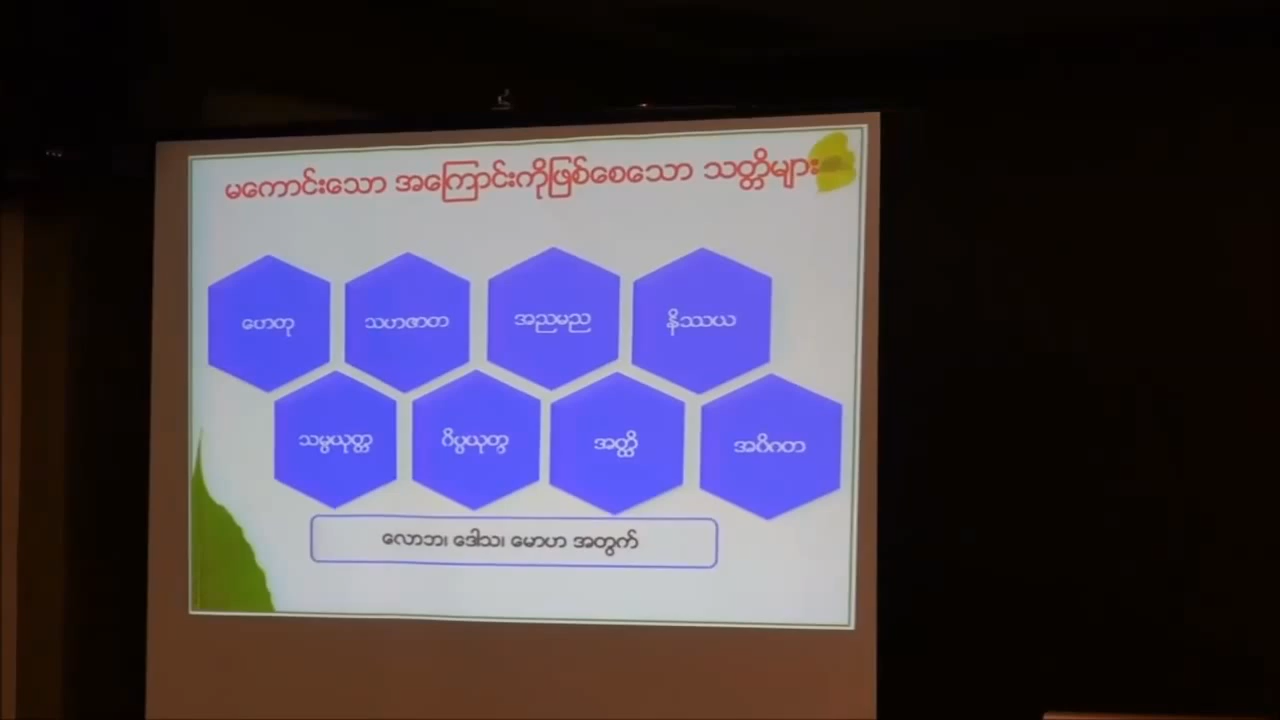 မကောင်းသော အကြောင်းကိုဖြစ်စေသော သတ္တိများ
ဟေတု သဟဇာတ အညမည နိဿယ
သမ္ပယုတ္တ ဝိပ္ပယုတ္တ အတ္ထိ အဝိဂတ
လောဘ၊ ဒေါသ၊ မောဟ အတွက်